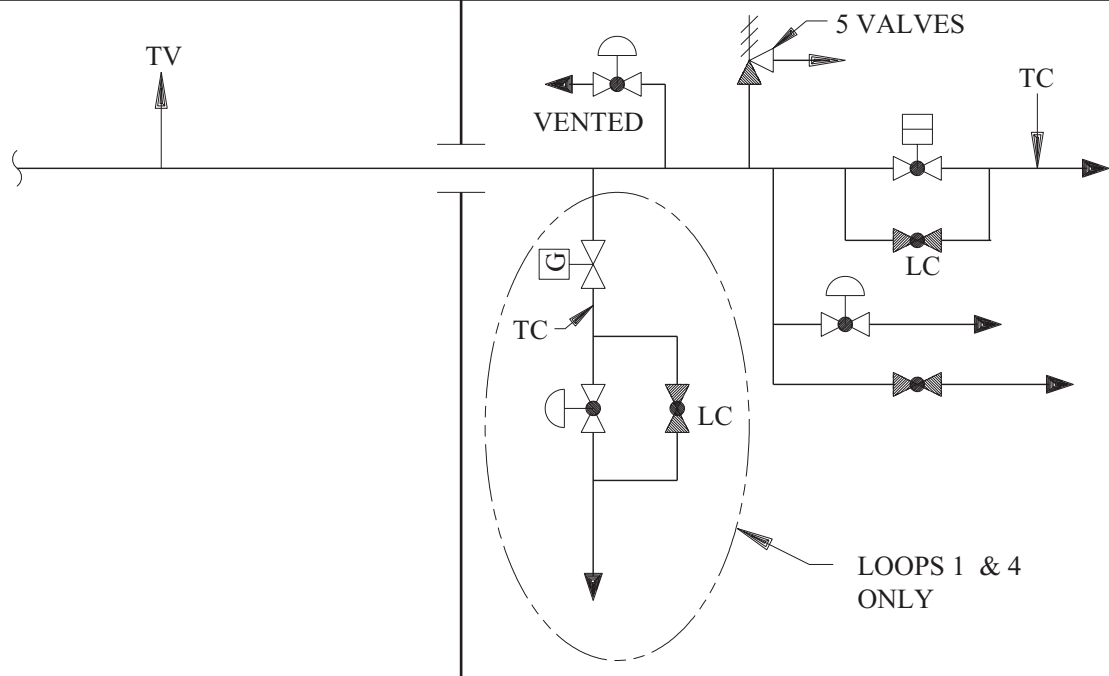 5 VALVES
TV
TC
VENTED
LC
G
TC
LC
LOOPS 1 & 4
ONLY